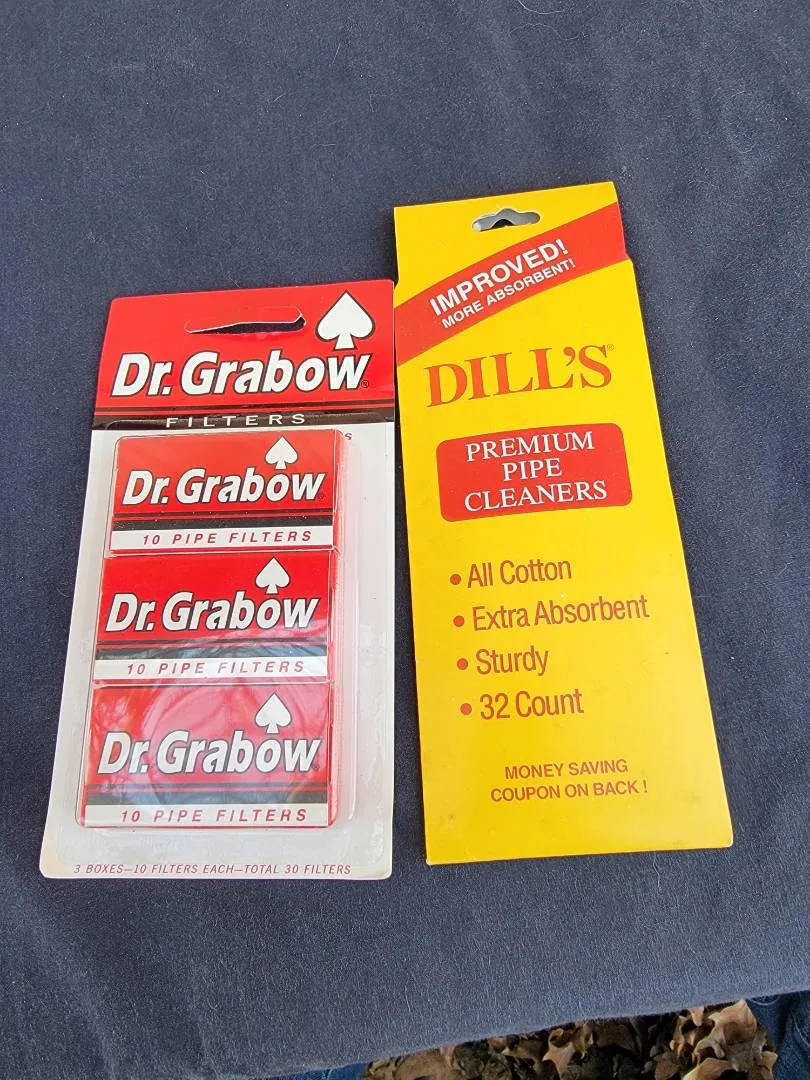 Dr. Grabow®
FILTERS
Dr. Grabow
10 PIPE FILTERS
Dr. Grabow
10 PIPE FILTERS
Dr. Grabow
10 PIPE FILTERS
3 BOXES—10 FILTERS EACH—TOTAL 30 FILTERS
IMPROVED!
MORE ABSORBENT!
DILL'S®
PREMIUM
PIPE
CLEANERS
• All Cotton
• Extra Absorbent
• Sturdy
• 32 Count
MONEY SAVING
COUPON ON BACK !